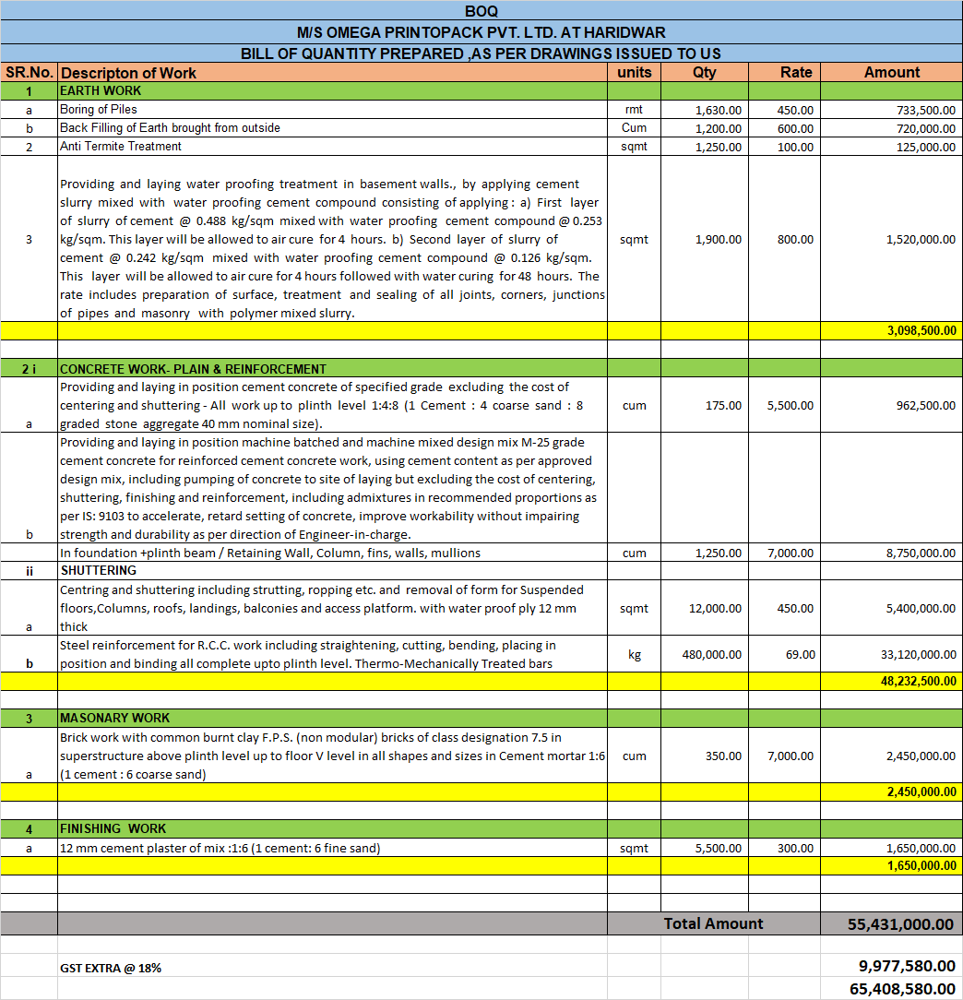 BOQ
M/S OMEGA PRINTOPACK PVT. LTD. AT HARIDWAR
BILL OF QUANTITY PREPARED ,AS PER DRAWINGS ISSUED TO US
SR.No. Descripton of Work units Qty Rate Amount
1 EARTH WORK
a Boring of Piles rmt 1,630.00 450.00 733,500.00
b Back Filling of Earth brought from outside Cum 1,200.00 600.00 720,000.00
2 Anti Termite Treatment sqmt 1,250.00 100.00 125,000.00
Providing and laying water proofing treatment in basement walls., by applying cement
slurry mixed with water proofing cement compound consisting of applying : a) First layer
of slurry of cement @ 0.488 kg/sqm mixed with water proofing cement compound @ 0.253
3 kg/sqm. This layer will be allowed to air cure for 4 hours. b) Second layer of slurry of sqmt 1,900.00 800.00 1,520,000.00
cement @ 0.242 kg/sqm mixed with water proofing cement compound @ 0.126 kg/sqm.
This layer will be allowed to air cure for 4 hours followed with water curing for 48 hours. The
rate includes preparation of surface, treatment and sealing of all joints, corners, junctions
of pipes and masonry with polymer mixed slurry.
3,098,500.00
2 i CONCRETE WORK- PLAIN & REINFORCEMENT
Providing and laying in position cement concrete of specified grade excluding the cost of
centering and shuttering - All work up to plinth level 1:4:8 (1 Cement : 4 coarse sand : 8 cum 175.00 5,500.00 962,500.00
a graded stone aggregate 40 mm nominal size).
Providing and laying in position machine batched and machine mixed design mix M-25 grade
cement concrete for reinforced cement concrete work, using cement content as per approved
design mix, including pumping of concrete to site of laying but excluding the cost of centering,
shuttering, finishing and reinforcement, including admixtures in recommended proportions as
per IS: 9103 to accelerate, retard setting of concrete, improve workability without impairing
b strength and durability as per direction of Engineer-in-charge.
In foundation +plinth beam / Retaining Wall, Column, fins, walls, mullions cum 1,250.00 7,000.00 8,750,000.00
ii SHUTTERING
Centring and shuttering including strutting, ropping etc. and removal of form for Suspended
floors,Columns, roofs, landings, balconies and access platform. with water proof ply 12 mm sqmt 12,000.00 450.00 5,400,000.00
a thick
Steel reinforcement for R.C.C. work including straightening, cutting, bending, placing in kg 480,000.00 69.00 33,120,000.00
b position and binding all complete upto plinth level. Thermo-Mechanically Treated bars
48,232,500.00
3 MASONARY WORK
Brick work with common burnt clay F.P.S. (non modular) bricks of class designation 7.5 in
superstructure above plinth level up to floor V level in all shapes and sizes in Cement mortar 1:6 cum 350.00 7,000.00 2,450,000.00
a (1 cement : 6 coarse sand)
2,450,000.00
4 FINISHING WORK
a 12 mm cement plaster of mix :1:6 (1 cement: 6 fine sand) sqmt 5,500.00 300.00 1,650,000.00
1,650,000.00
Total Amount 55,431,000.00
GST EXTRA @ 18% 9,977,580.00
65,408,580.00